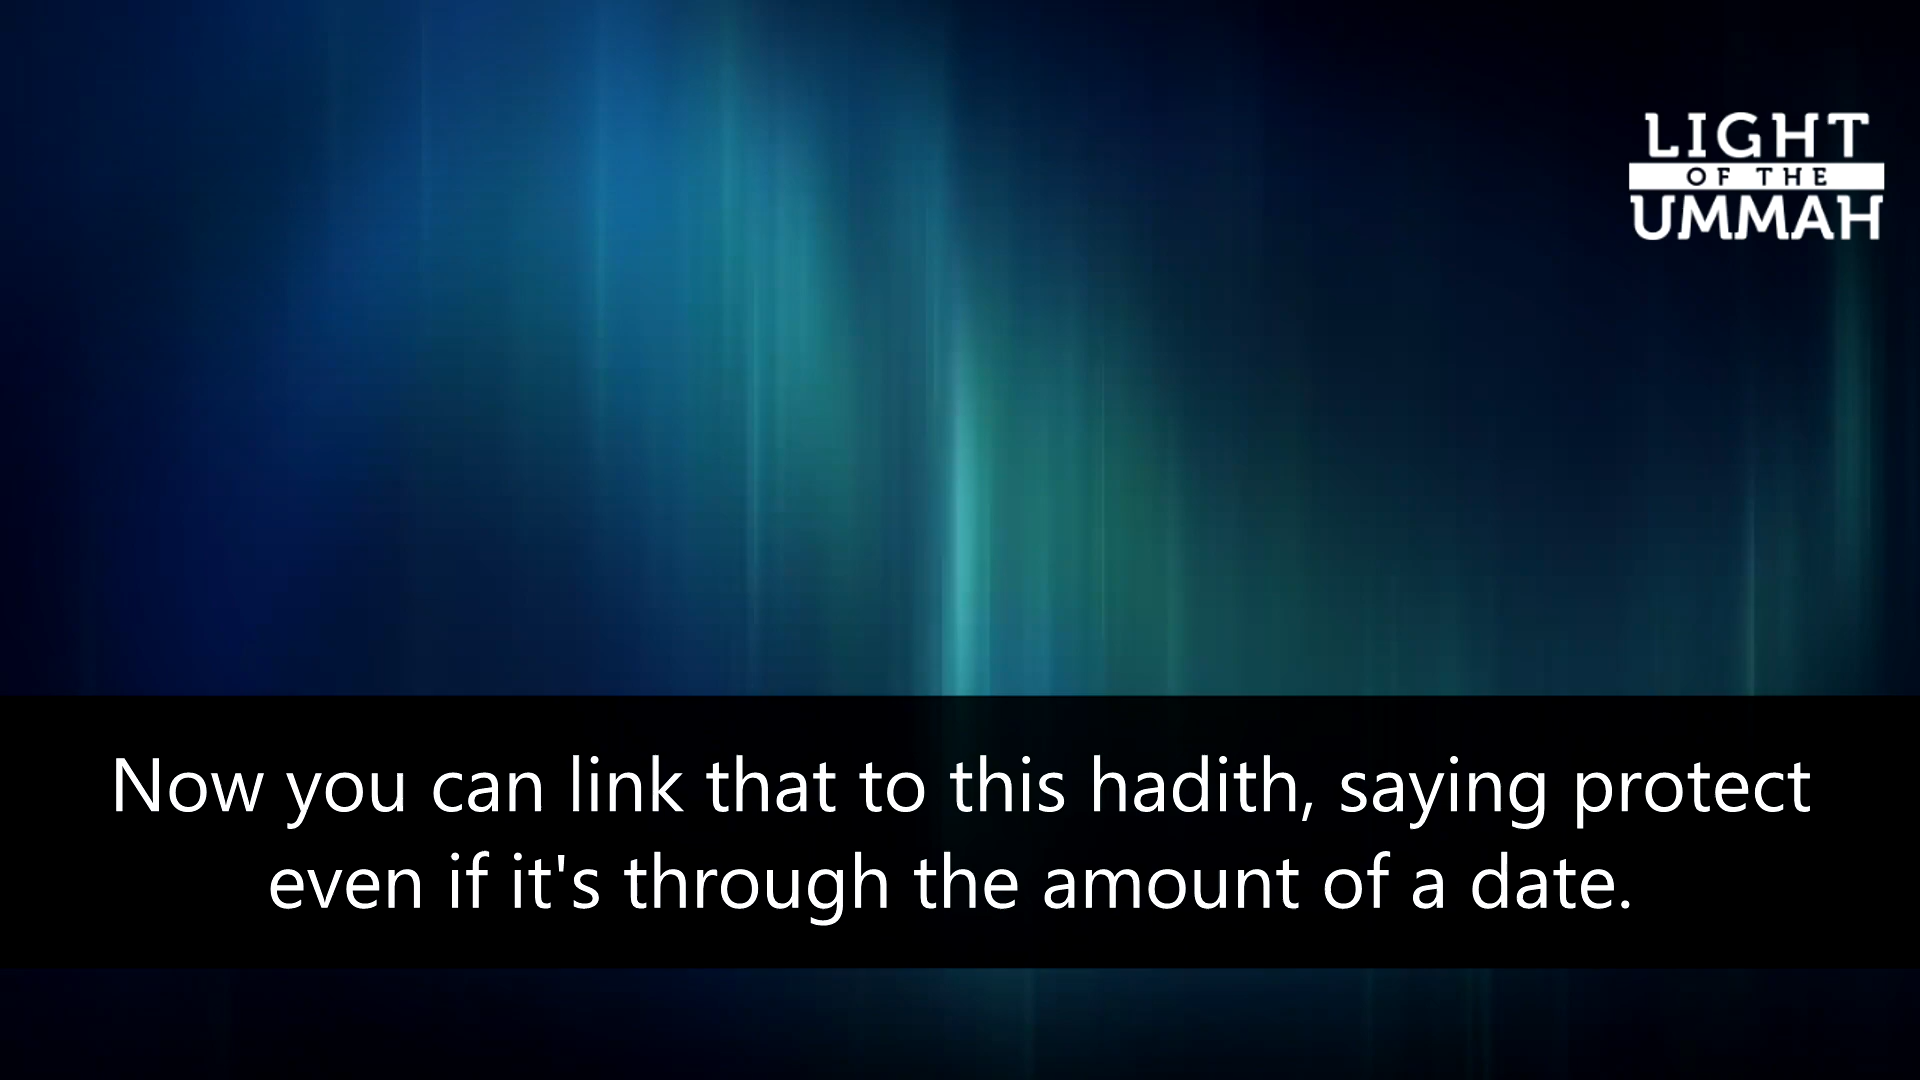 LIGHT
OF THE
UMMAH
Now you can link that to this hadith, saying protect
even if it's through the amount of a date.